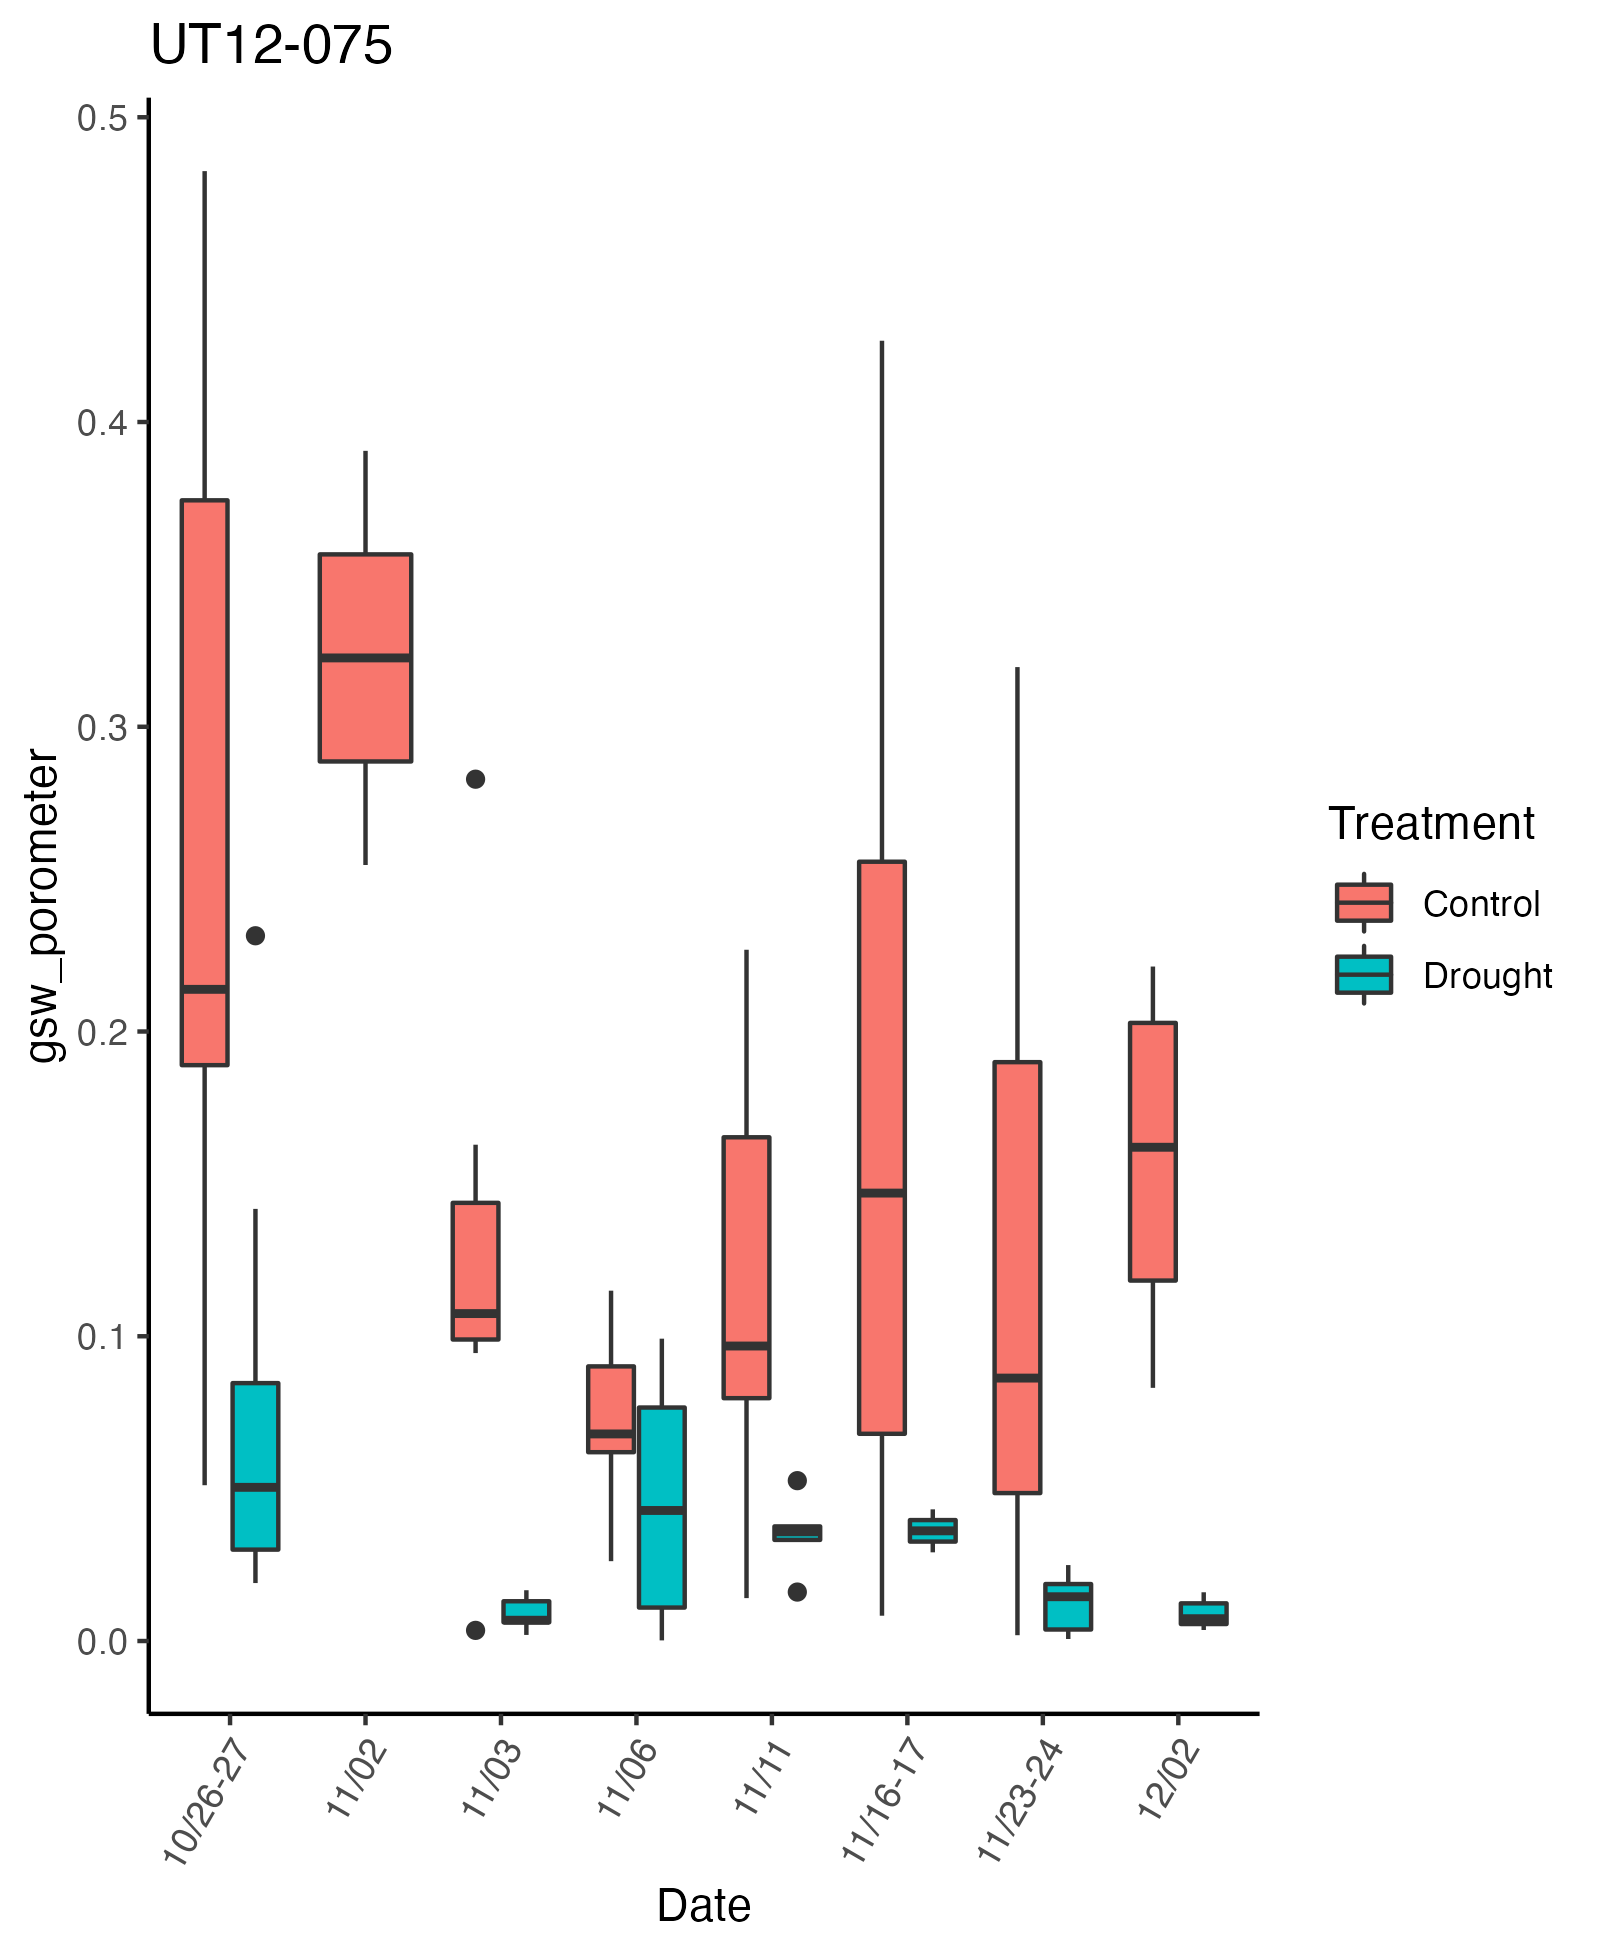 UT12-075
0.5
0.4
0.3
0.2
0.1
0.0
gsw_porometer
10/26-27
11/02
11/03
11/06
11/11
11/16-17
11/23-24
12/02
Date
Treatment
Control
Drought